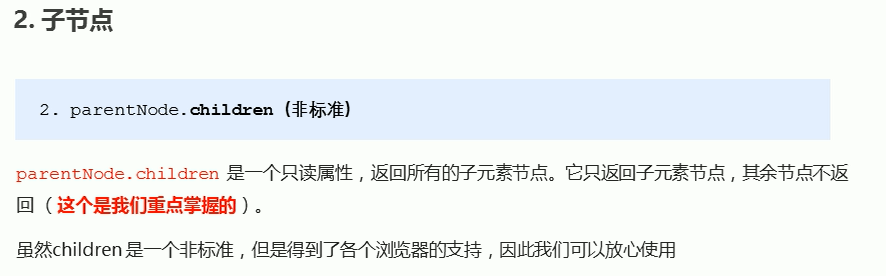 2. 子节点
2. parentNode.children（非标准）
parentNode.children 是一个只读属性，返回所有的子元素节点。它只返回子元素节点，其余节点不返
回 （这个是我们重点掌握的）。
虽然children是一个非标准，但是得到了各个浏览器的支持，因此我们可以放心使用